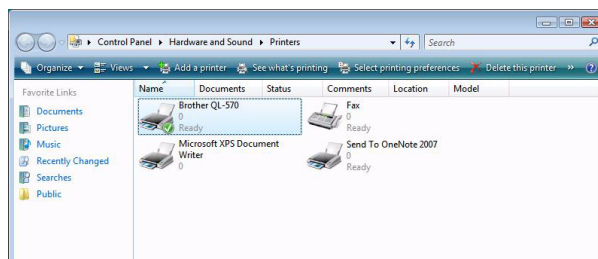 Control Panel ▸ Hardware and Sound ▸ Printers
Search
Organize Views Add a printer See what's printing Select printing preferences Delete this printer »
Favorite Links
Documents
Pictures
Music
Recently Changed
Searches
Public
Name Documents Status Comments Location Model
Brother QL-570
0
Ready
Fax
0
Ready
Microsoft XPS Document
Writer
0
Send To OneNote 2007
0
Ready